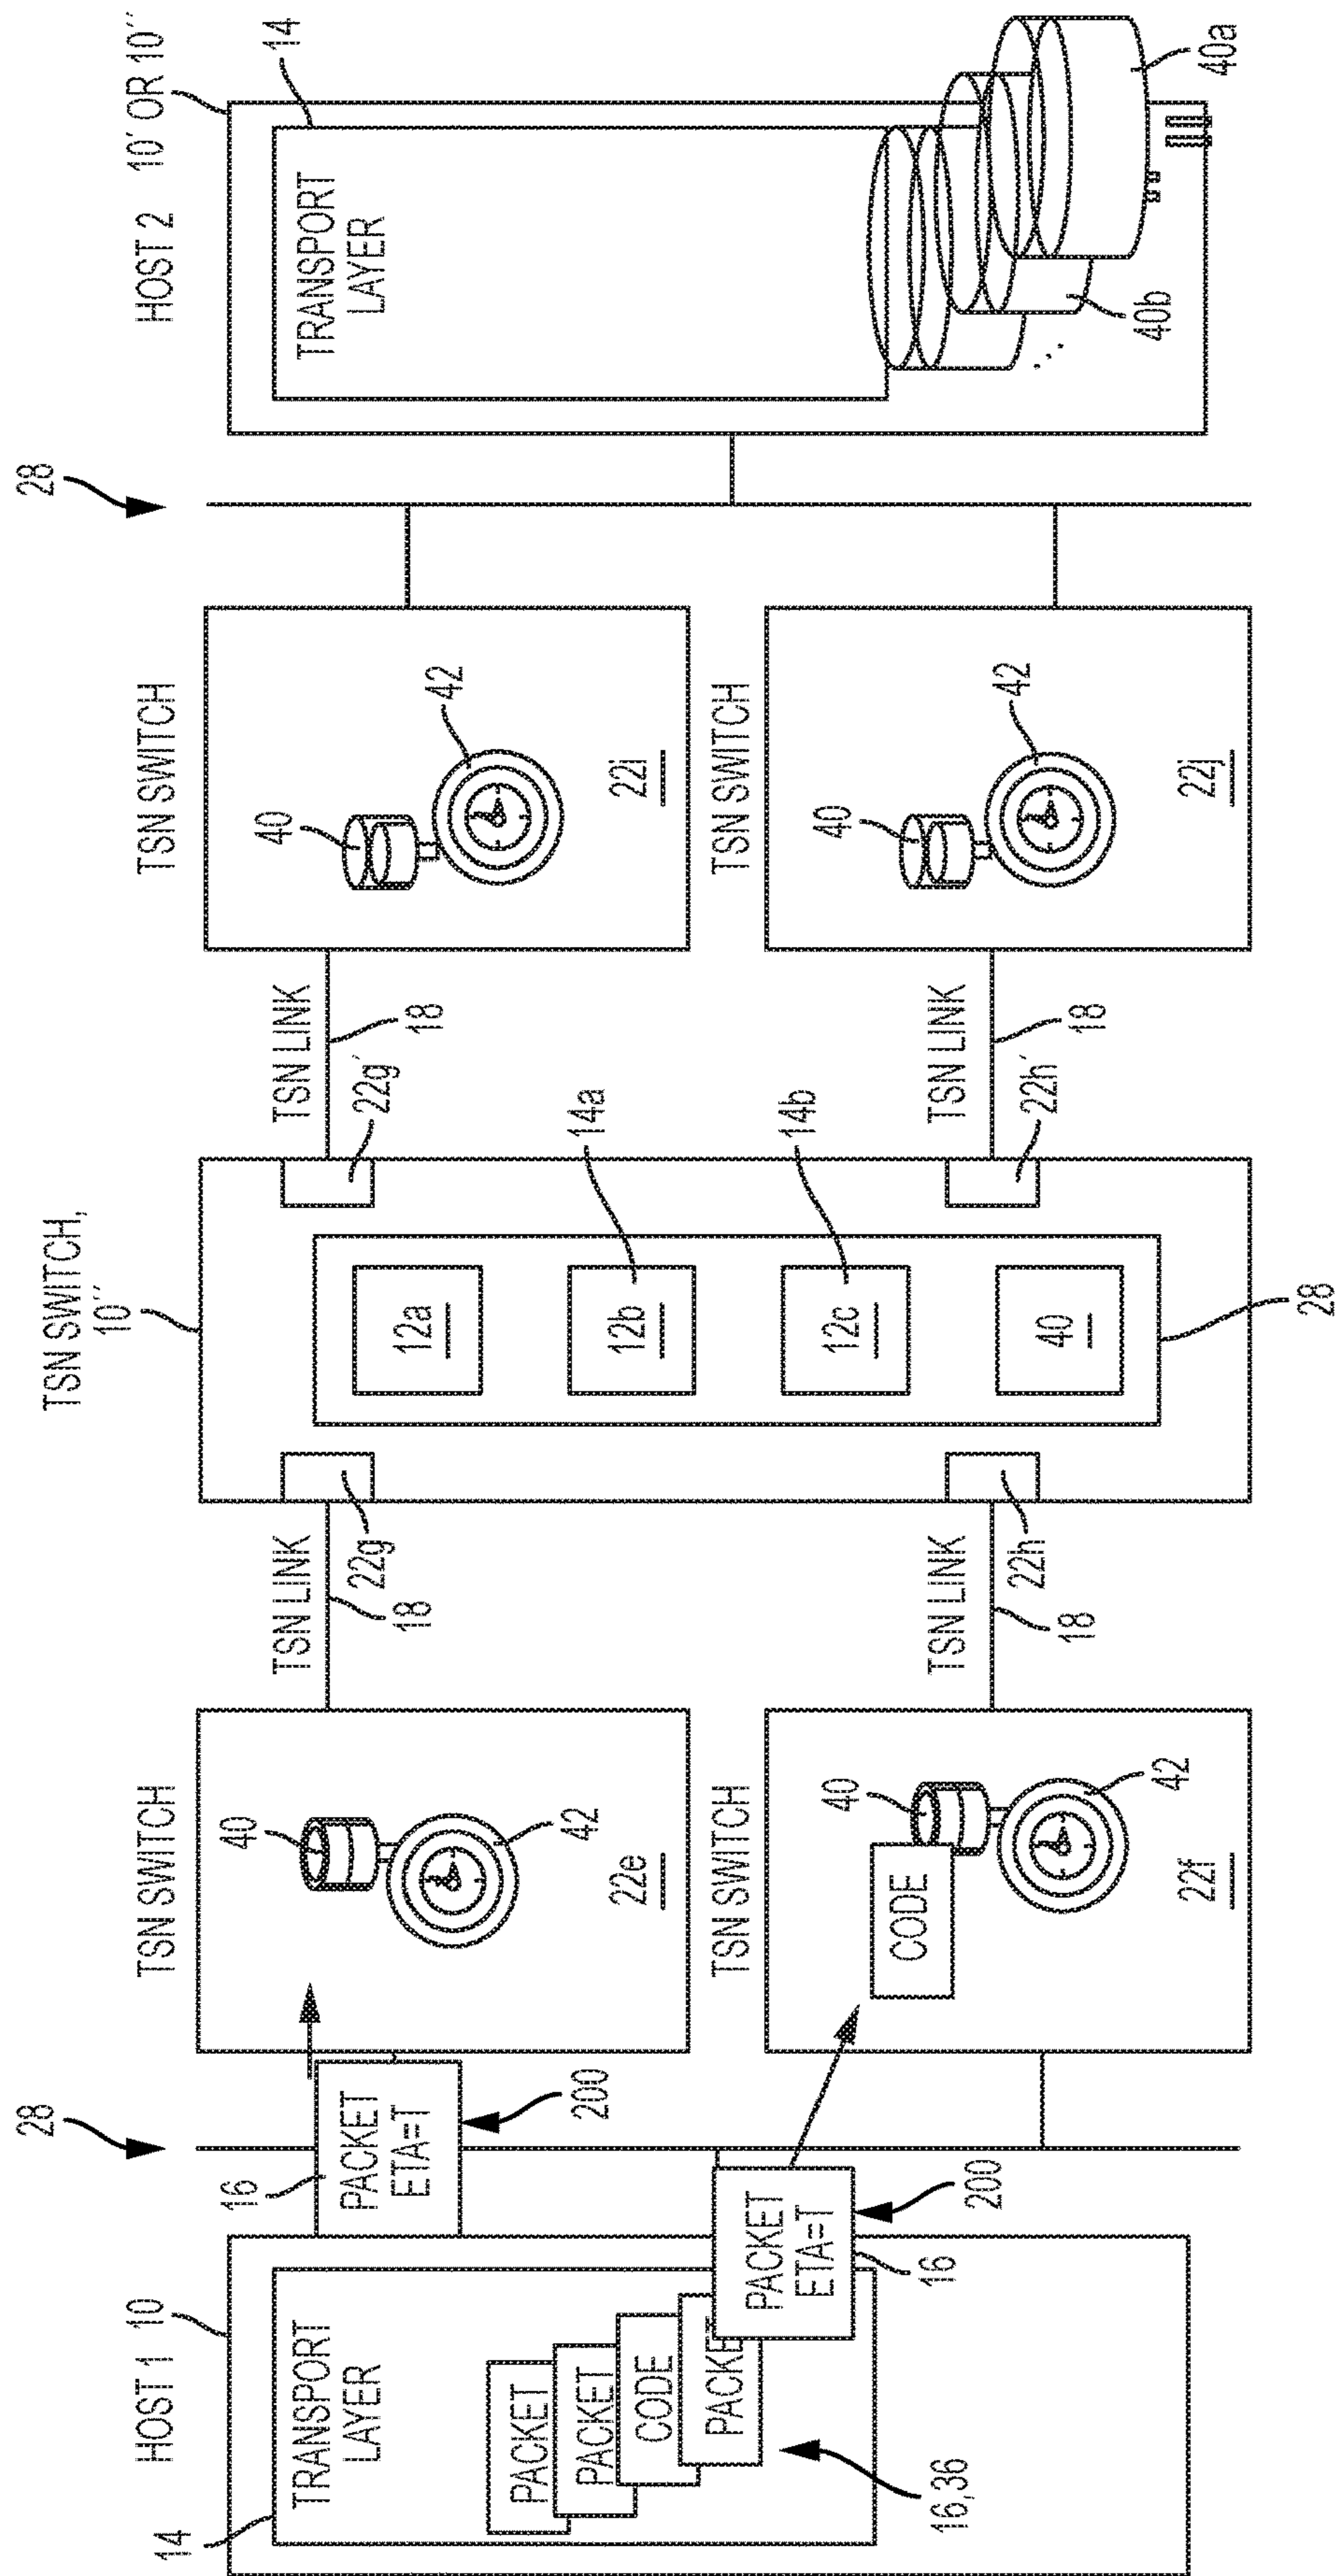 HOST 1 10
14
TRANSPORT
LAYER
PACKET
PACKET
CODE
PACKE
16,36
28
16
PACKET
ETA=T
200
PACKET
ETA=T
16
200
TSN SWITCH
40
42
22e
TSN SWITCH
CODE
40
42
22f
TSN LINK
18
22g
TSN LINK
18
22h
TSN SWITCH,
10´´
12a
12b
14a
12c
14b
40
28
TSN LINK
18
22g´
TSN LINK
18
22h´
TSN SWITCH
40
42
22i
TSN SWITCH
40
42
22j
28
HOST 2 10´ OR 10´´
14
TRANSPORT
LAYER
40b
40a